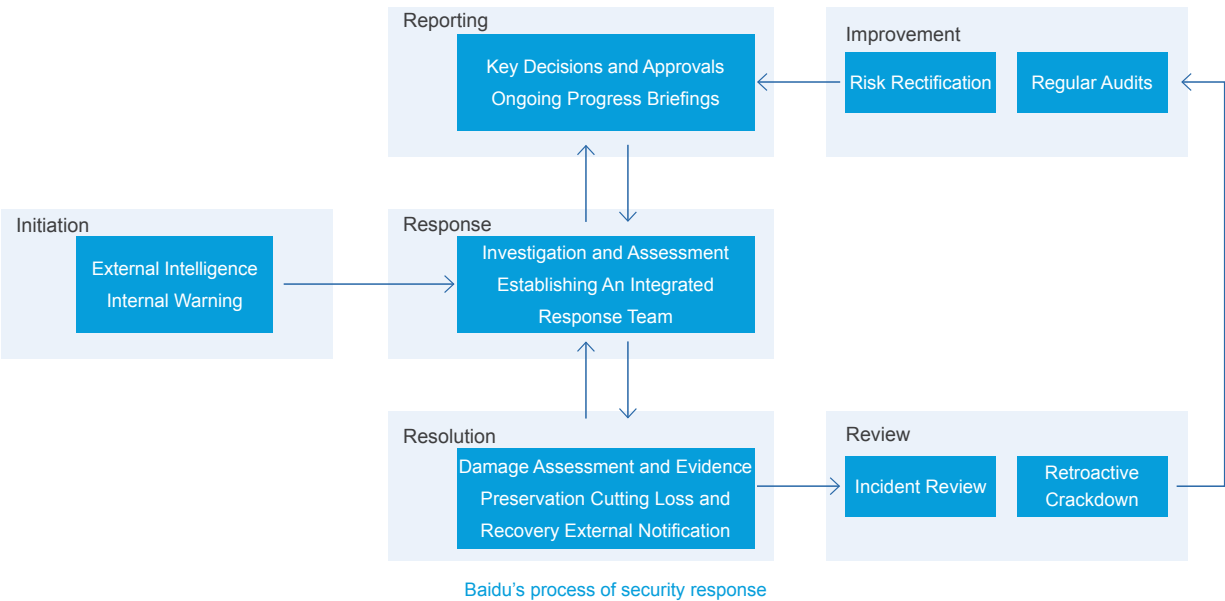 Reporting
Key Decisions and Approvals
Ongoing Progress Briefings
Improvement
Risk Rectification
Regular Audits
Initiation
External Intelligence
Internal Warning
Response
Investigation and Assessment
Establishing An Integrated
Response Team
Resolution
Damage Assessment and Evidence
Preservation Cutting Loss and
Recovery External Notification
Review
Incident Review
Retroactive
Crackdown
Baidu’s process of security response